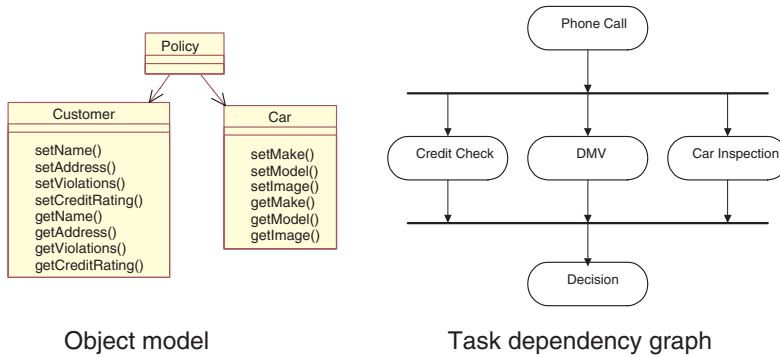 Policy
Customer
setName()
setAddress()
setViolations()
setCreditRating()
getName()
getAddress()
getViolations()
getCreditRating()
Car
setMake()
setModel()
setImage()
getMake()
getModel()
getImage()
Object model
Phone Call
Credit Check
DMV
Car Inspection
Decision
Task dependency graph